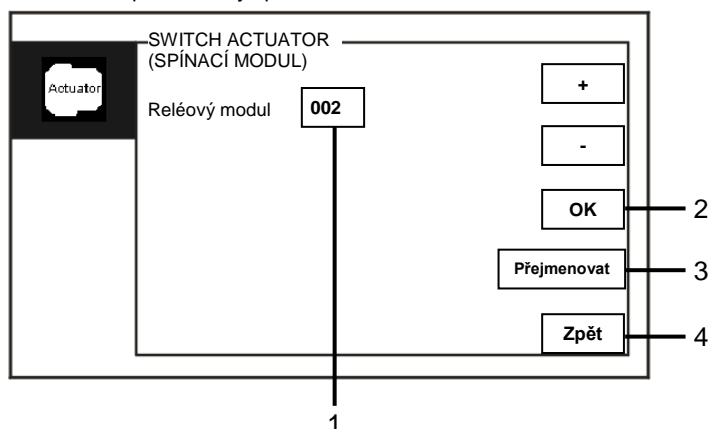 SWITCH ACTUATOR
(SPÍNACÍ MODUL)
Actuator
Reléový modul 002
+
-
OK 2
Přejmenovat 3
Zpět 4
1